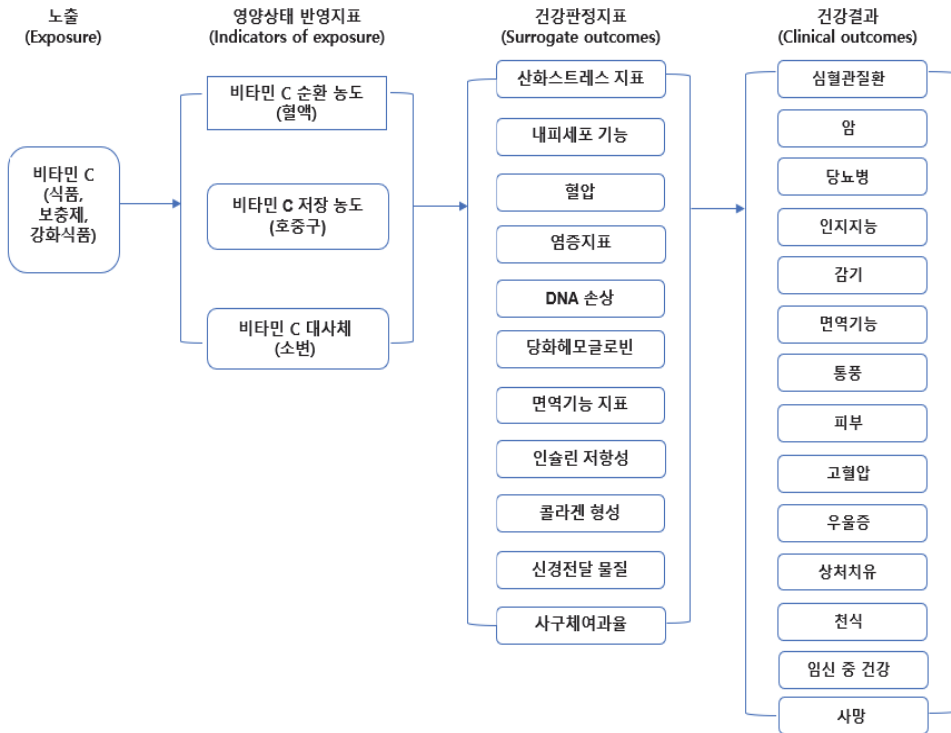 노출
(Exposure)
영양상태 반영지표
(Indicators of exposure)
건강판정지표
(Surrogate outcomes)
건강결과
(Clinical outcomes)
비타민 C
(식품,
보충제,
강화식품)
비타민 C 순환 농도
(혈액)
비타민 C 저장 농도
(호중구)
비타민 C 대사체
(소변)
산화스트레스 지표
내피세포 기능
혈압
염증지표
DNA 손상
당화헤모글로빈
면역기능 지표
인슐린 저항성
콜라겐 형성
신경전달 물질
사구체여과율
심혈관질환
암
당뇨병
인지지능
감기
면역기능
통풍
피부
고혈압
우울증
상처치유
천식
임신 중 건강
사망